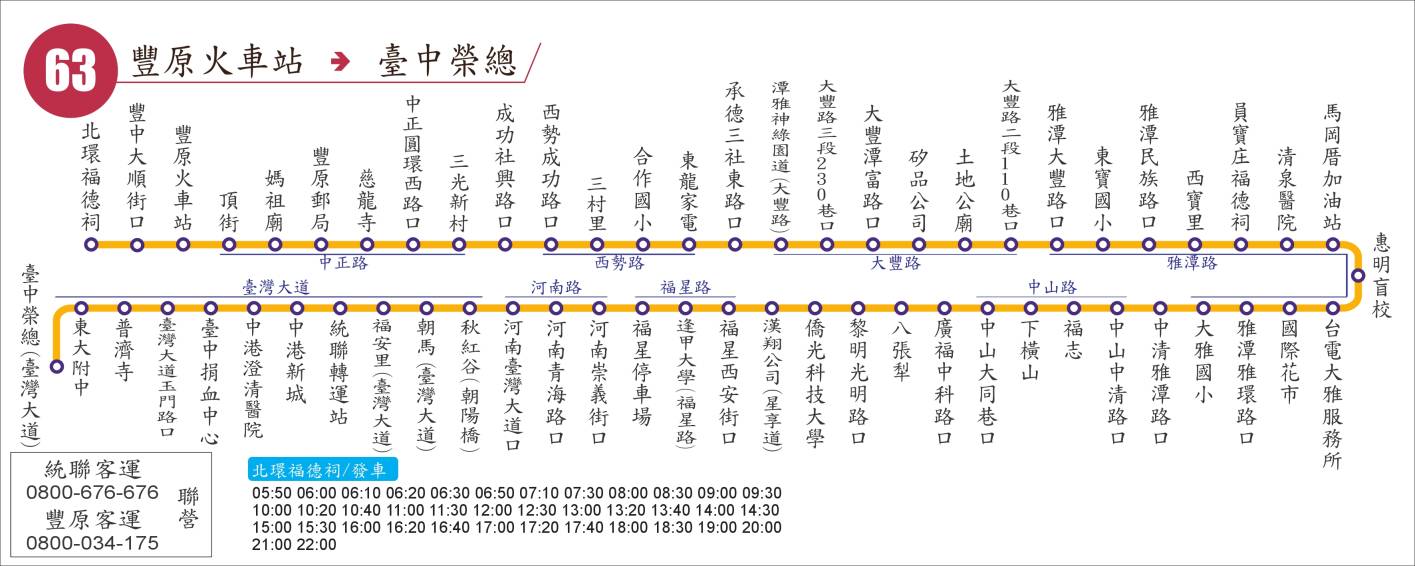 63
豐原火車站 → 臺中榮總
北環福德祠
豐中大順街口
豐原火車站
頂街
媽祖廟
豐原郵局
慈龍寺
中正圓環西路口
三光新村
成功社興路口
西勢成功路口
三村里
合作國小
東龍家電
承德三社東路口
潭雅神綠園道(大豐路)
大豐路三段230巷口
大豐潭富路口
矽品公司
土地公廟
大豐路二段110巷口
雅潭大豐路口
東寶國小
雅潭民族路口
西寶里
員寶庄福德祠
清泉醫院
馬岡厝加油站
中正路
西勢路
大豐路
雅潭路
惠明盲校
臺灣大道
河南路
福星路
中山路
臺中榮總(臺灣大道)
東大附中
普濟寺
臺灣大道玉門路口
臺中捐血中心
中港澄清醫院
中港新城
統聯轉運站
福安里(臺灣大道)
朝馬(臺灣大道)
秋紅谷(朝陽橋)
河南臺灣大道口
河南青海路口
河南崇義街口
福星停車場
逢甲大學(福星路)
福星西安街口
漢翔公司(星享道)
僑光科技大學
黎明光明路口
八張犁
廣福中科路口
中山大同巷口
下橫山
福志
中山中清路口
中清雅潭路口
大雅國小
雅潭雅環路口
國際花市
台電大雅服務所
統聯客運
0800-676-676
豐原客運
0800-034-175
聯營
北環福德祠/發車
05:50 06:00 06:10 06:20 06:30 06:50 07:10 07:30 08:00 08:30 09:00 09:30
10:00 10:20 10:40 11:00 11:30 12:00 12:30 13:00 13:20 13:40 14:00 14:30
15:00 15:30 16:00 16:20 16:40 17:00 17:20 17:40 18:00 18:30 19:00 20:00
21:00 22:00